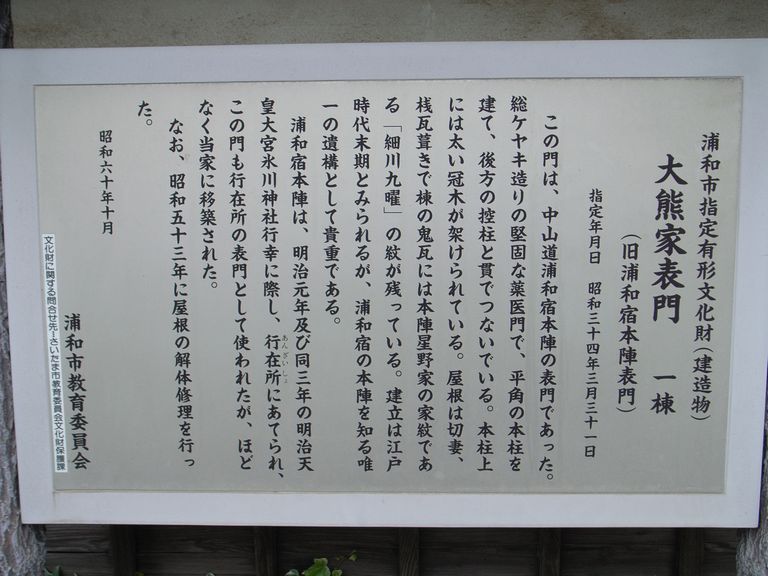 浦和市指定有形文化財(建造物)
大熊家表門 一棟
(旧浦和宿本陣表門)
指定年月日 昭和三十四年三月三十一日
この門は、中山道浦和宿本陣の表門であった。
総ケヤキ造りの堅固な薬医門で、平角の本柱を
建て、後方の控柱と貫でつないでいる。本柱上
には太い冠木が架けられている。屋根は切妻、
桟瓦葺きで棟の鬼瓦には本陣星野家の家紋であ
る「細川九曜」の紋が残っている。建立は江戸
時代末期とみられるが、浦和宿の本陣を知る唯
一の遺構として貴重である。
浦和宿本陣は、明治元年及び同三年の明治天
皇大宮氷川神社行幸に際し、行在所にあてられ、
あんざいしょ
この門も行在所の表門として使われたが、ほど
なく当家に移築された。
なお、昭和五十三年に屋根の解体修理を行っ
た。
昭和六十年十月
浦和市教育委員会
文化財に関する問合せ先ーさいたま市教育委員会文化財保護課